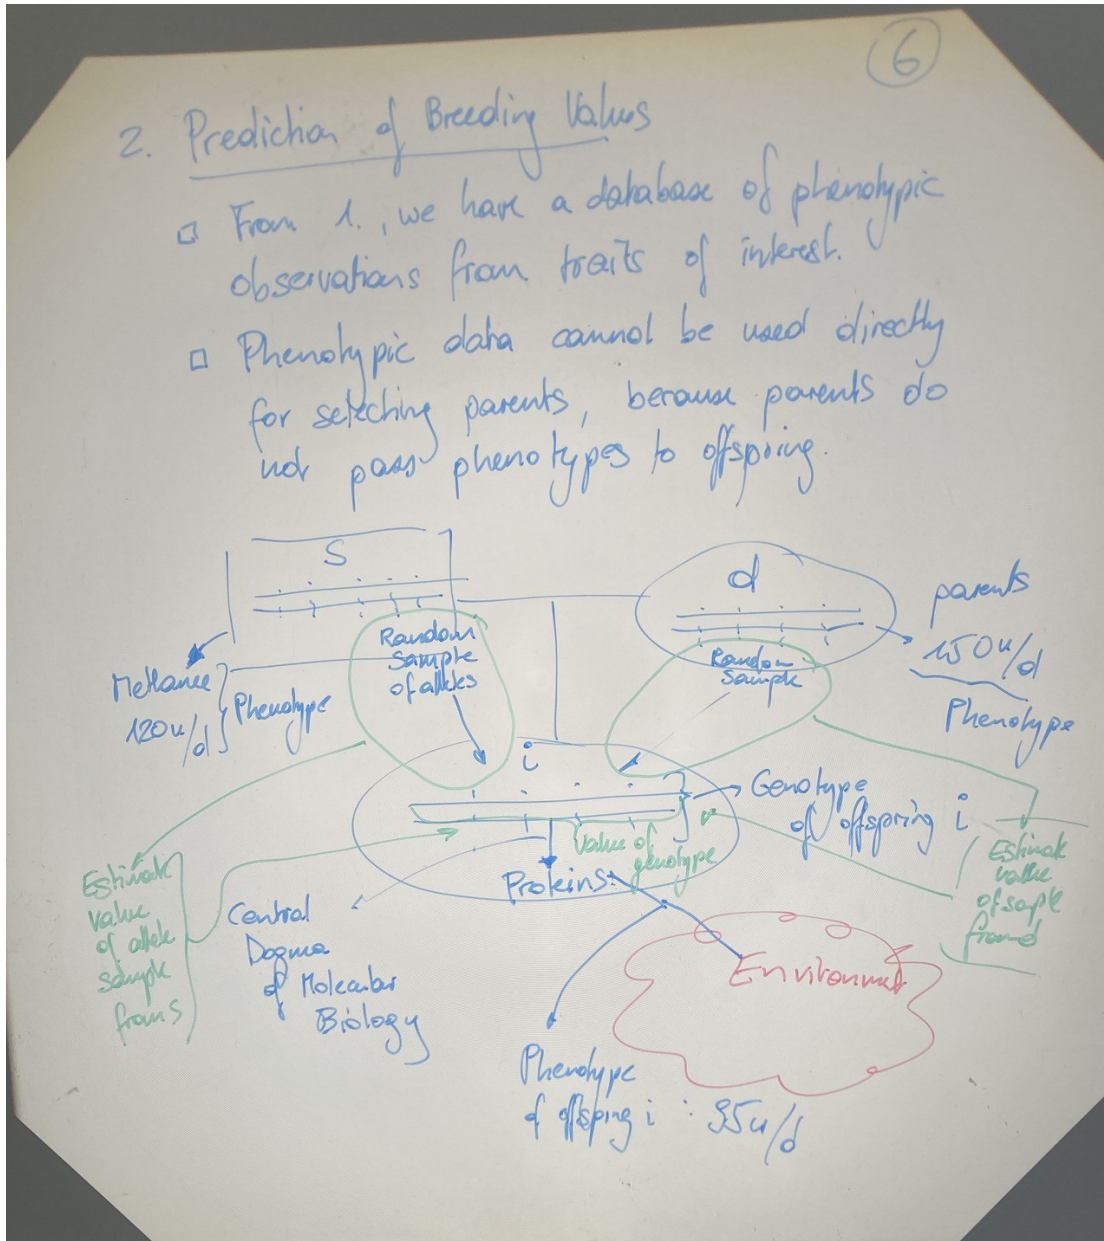 6
2. Prediction of Breeding Values
□ From 1., we have a database of phenotypic
observations from traits of interest.
□ Phenotypic data cannot be used directly
for selecting parents, because parents do
not pass phenotypes to offspring.
S
d
parents
Random
sample
of alleles
Random
sample
150u/d
Phenotype
Methane
120u/d
Phenotype
i
Genotype
of offspring i
Value of
genotype
Proteins
Estimate
value
of allele
sample
from s
Estimate
value
of sample
from d
Central
Dogma
of Molecular
Biology
Environment
Phenotype
of offspring i : 95u/d